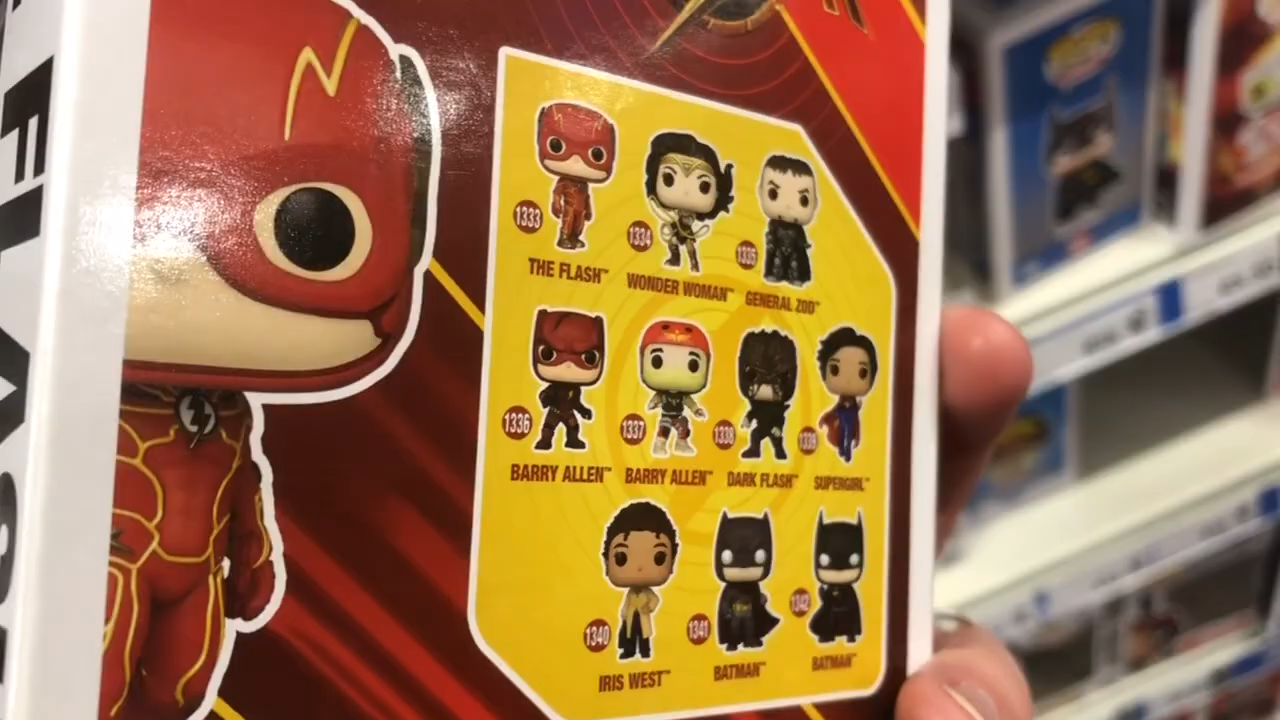 FLASH
1333
1334
1335
THE FLASH™
WONDER WOMAN™
GENERAL ZOD™
1336
1337
1338
1339
BARRY ALLEN™
BARRY ALLEN™
DARK FLASH™
SUPERGIRL™
1340
1341
1342
IRIS WEST™
BATMAN™
BATMAN™